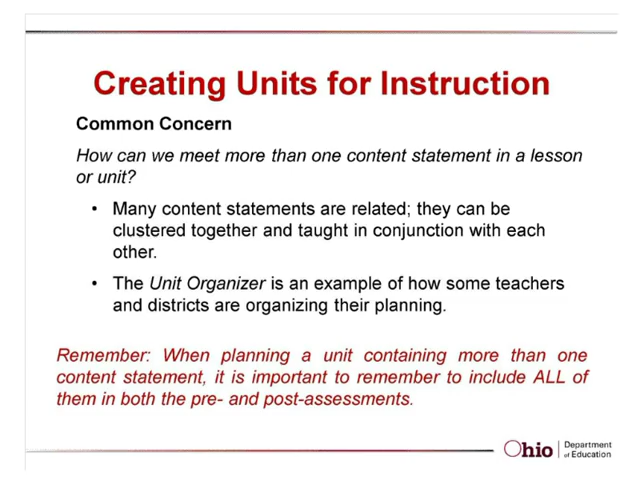 Creating Units for Instruction
Common Concern
How can we meet more than one content statement in a lesson
or unit?
• Many content statements are related; they can be
clustered together and taught in conjunction with each
other.
• The Unit Organizer is an example of how some teachers
and districts are organizing their planning.
Remember: When planning a unit containing more than one
content statement, it is important to remember to include ALL of
them in both the pre- and post-assessments.
Ohio | Department
of Education